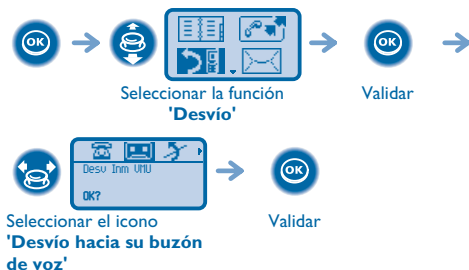 OK
OK
Seleccionar la función
'Desvío'
Validar
Desv Inm VMU
OK?
OK
Seleccionar el icono
'Desvío hacia su buzón
de voz'
Validar